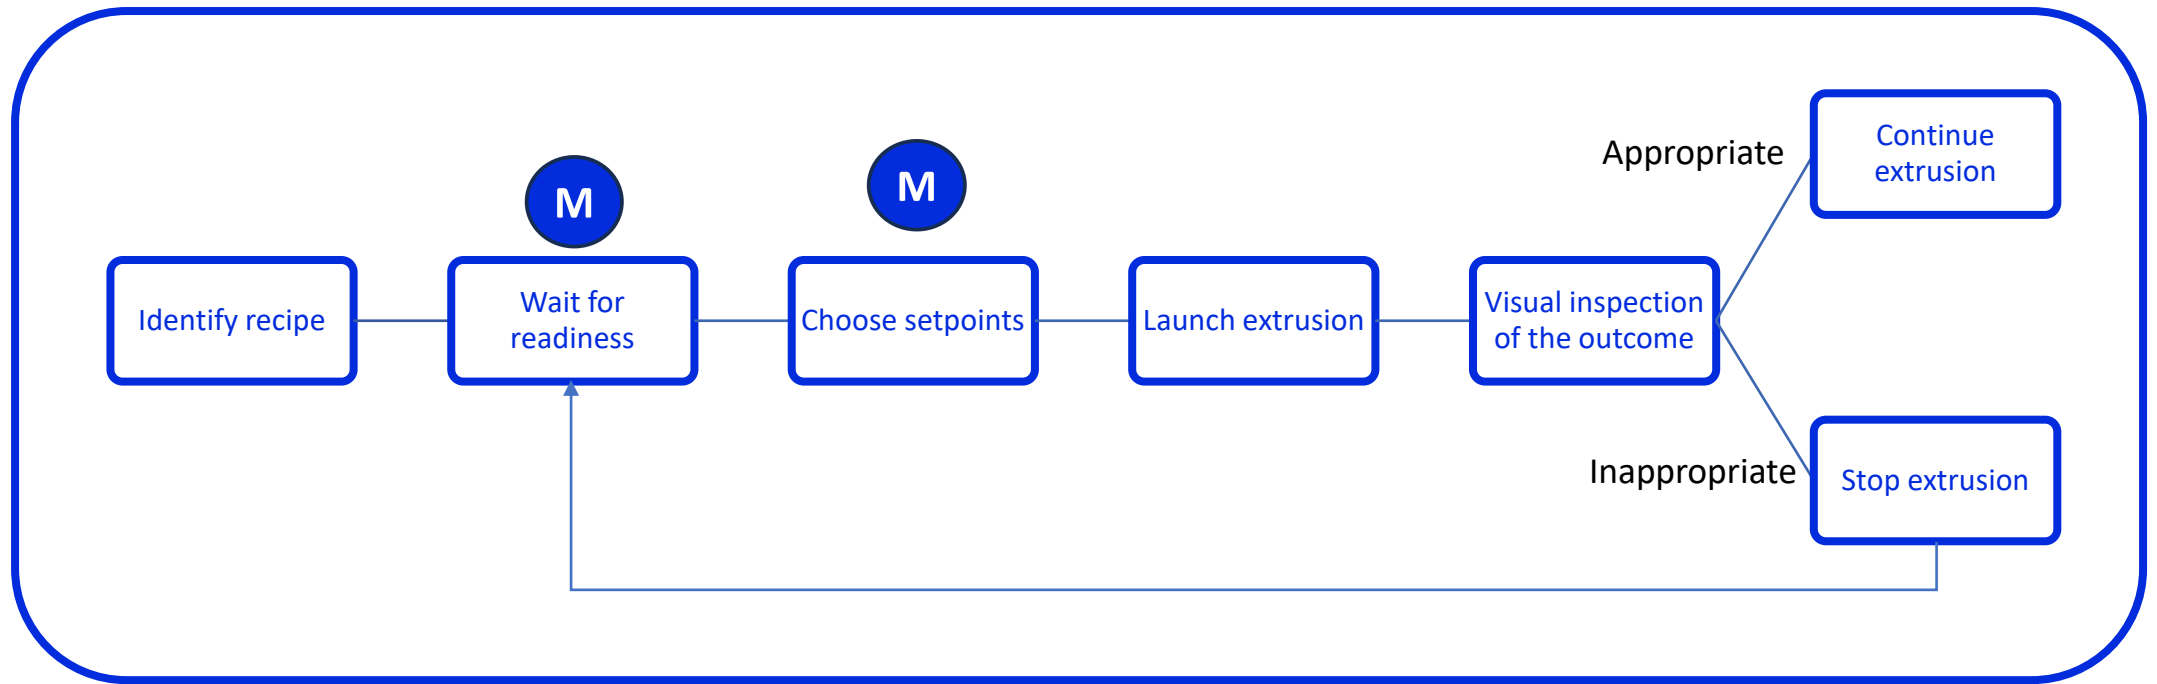 M
M
Identify recipe
Wait for
readiness
Choose setpoints
Launch extrusion
Visual inspection
of the outcome
Appropriate
Continue
extrusion
Inappropriate
Stop extrusion